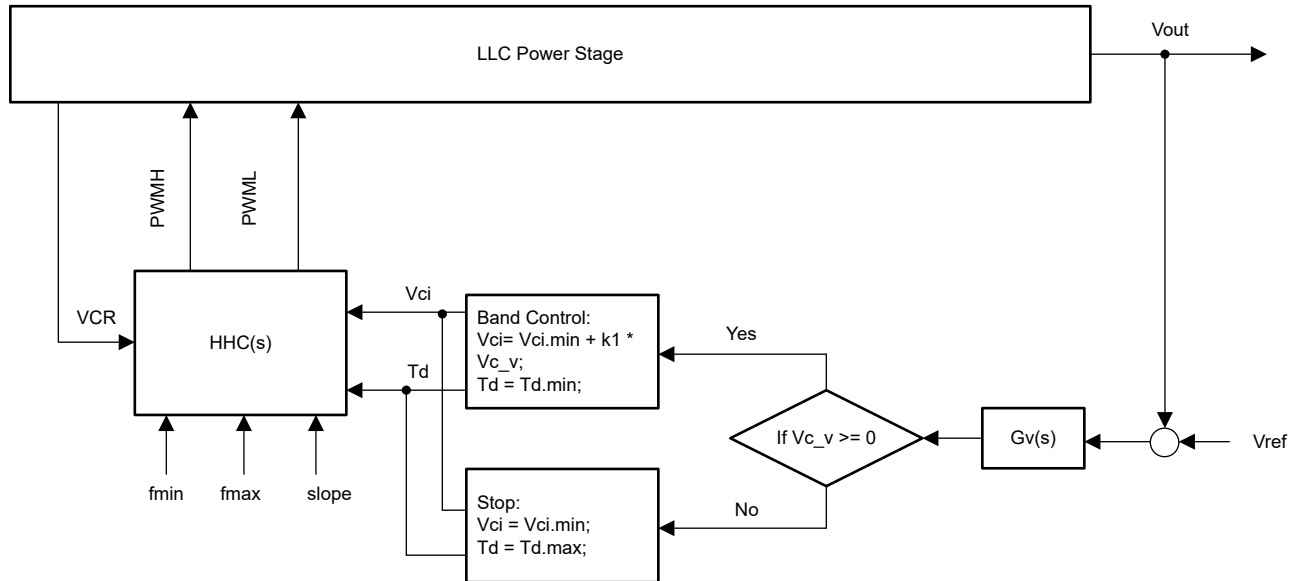 Vout
LLC Power Stage
PWMH
PWML
Vci
VCR
HHC(s)
Td
Band Control:
Vci= Vci.min + k1 *
Vc_v;
Td = Td.min;
Yes
If Vc_v >= 0
Gv(s)
Vref
fmin
fmax
slope
No
Stop:
Vci = Vci.min;
Td = Td.max;